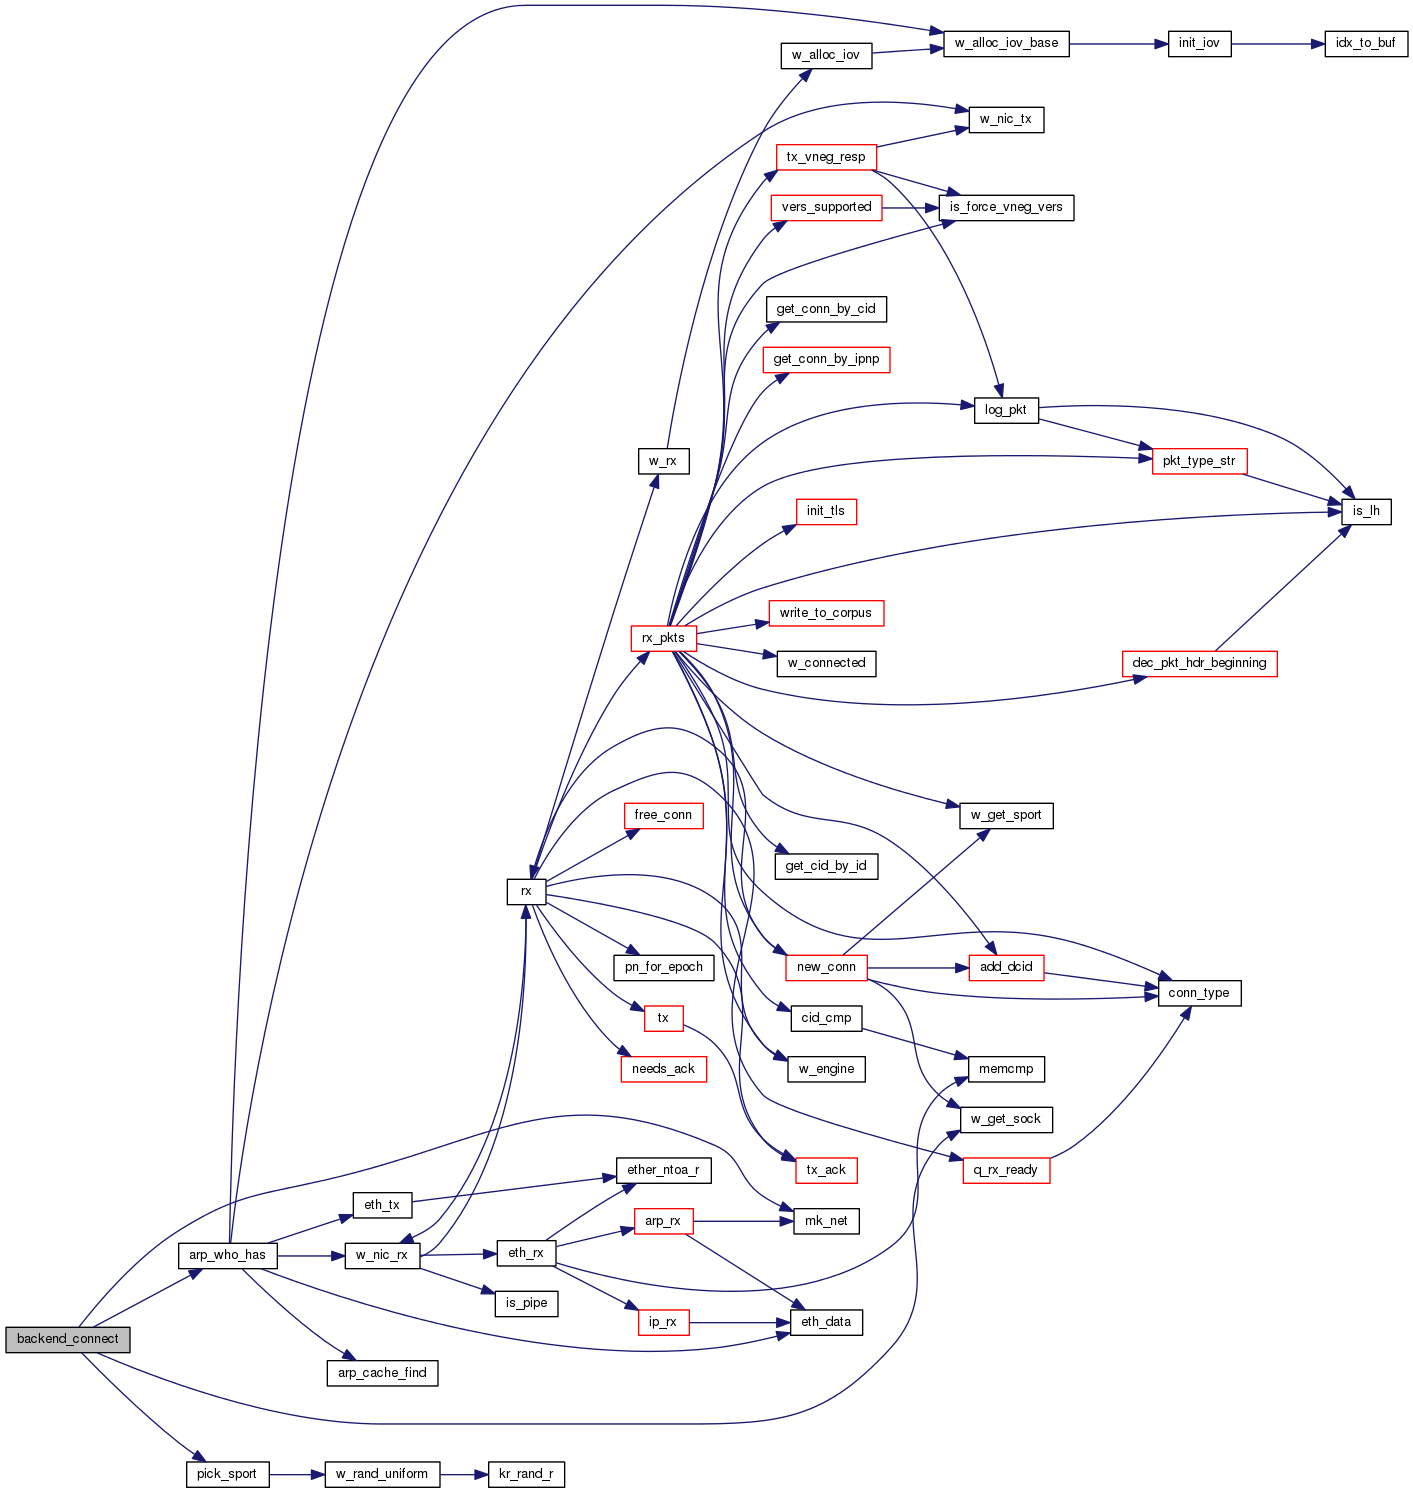 w_alloc_iov_base
init_iov
idx_to_buf
w_alloc_iov
w_nic_tx
tx_vneg_resp
vers_supported
is_force_vneg_vers
get_conn_by_cid
get_conn_by_ipnp
log_pkt
w_rx
pkt_type_str
init_tls
is_lh
write_to_corpus
rx_pkts
w_connected
dec_pkt_hdr_beginning
free_conn
w_get_sport
get_cid_by_id
rx
pn_for_epoch
new_conn
add_dcid
conn_type
tx
cid_cmp
needs_ack
w_engine
memcmp
w_get_sock
ether_ntoa_r
tx_ack
q_rx_ready
eth_tx
arp_rx
mk_net
arp_who_has
w_nic_rx
eth_rx
is_pipe
ip_rx
eth_data
backend_connect
arp_cache_find
pick_sport
w_rand_uniform
kr_rand_r